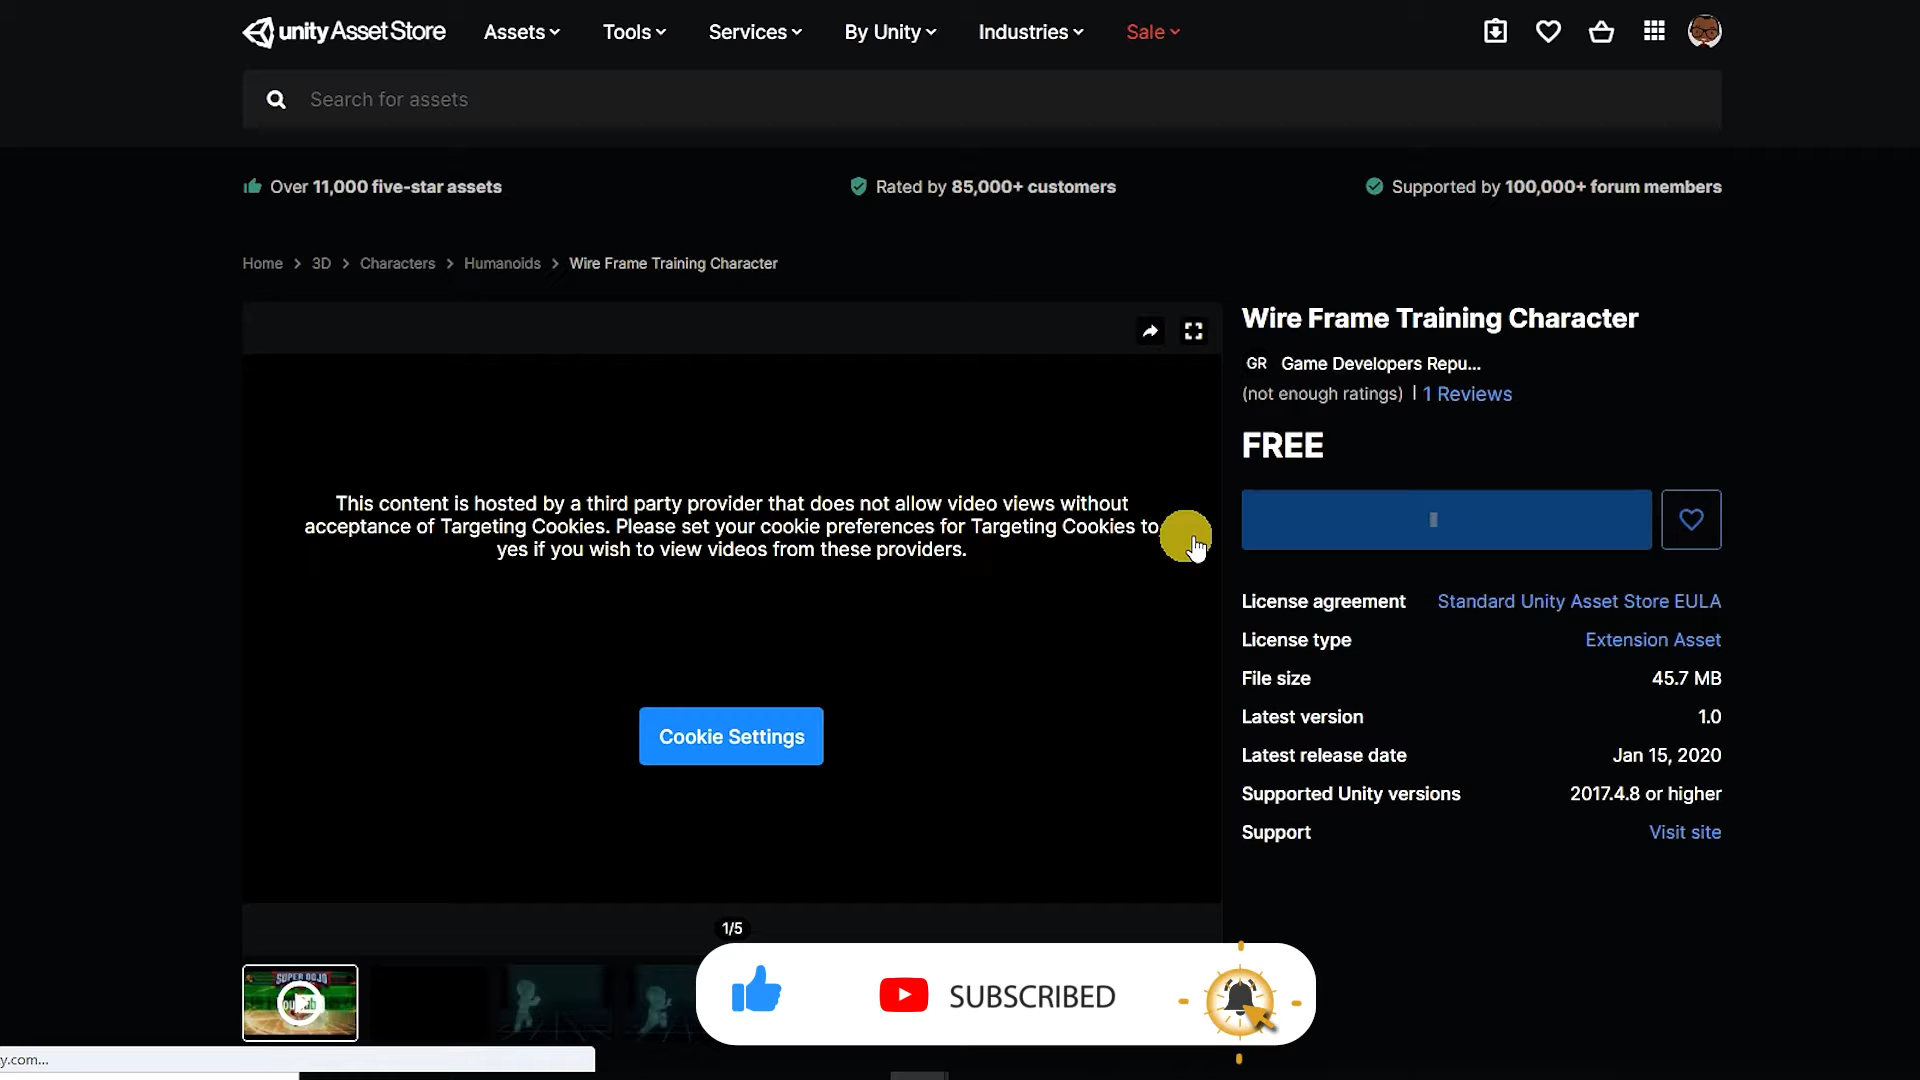 unity Asset Store
Assets
Tools
Services
By Unity
Industries
Sale
Search for assets
Over 11,000 five-star assets
Rated by 85,000+ customers
Supported by 100,000+ forum members
Home > 3D > Characters > Humanoids > Wire Frame Training Character
Wire Frame Training Character
GR Game Developers Repu...
(not enough ratings) | 1 Reviews
FREE
This content is hosted by a third party provider that does not allow video views without
acceptance of Targeting Cookies. Please set your cookie preferences for Targeting Cookies to
yes if you wish to view videos from these providers.
Cookie Settings
License agreement Standard Unity Asset Store EULA
License type Extension Asset
File size 45.7 MB
Latest version 1.0
Latest release date Jan 15, 2020
Supported Unity versions 2017.4.8 or higher
Support Visit site
1/5
SUPER DOJO
SUBSCRIBED
y.com...